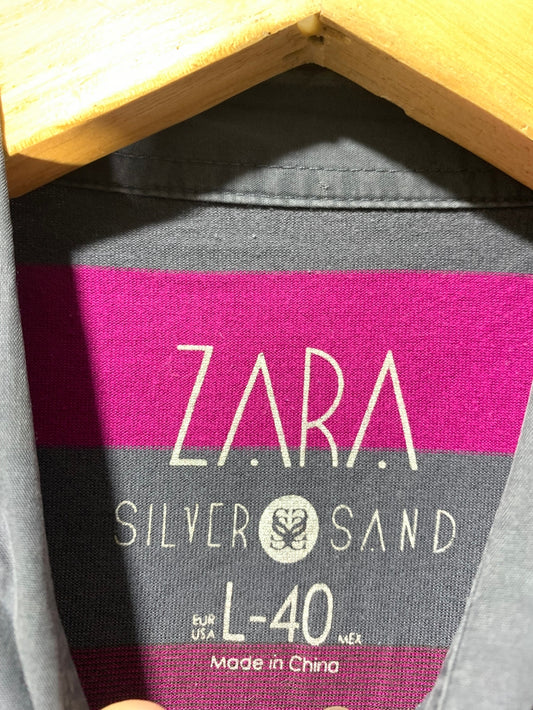 ZARA
SILVER SAND
EUR USA L-40 MEX
Made in China